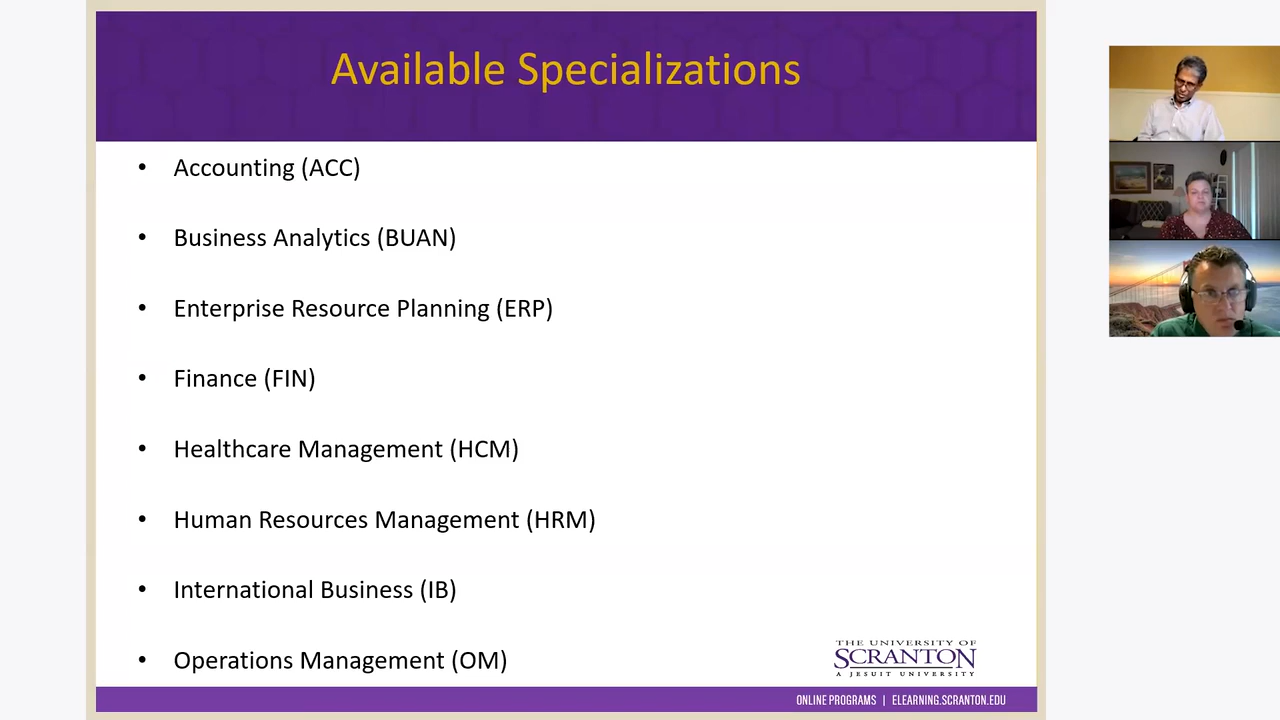 Available Specializations
• Accounting (ACC)
• Business Analytics (BUAN)
• Enterprise Resource Planning (ERP)
• Finance (FIN)
• Healthcare Management (HCM)
• Human Resources Management (HRM)
• International Business (IB)
• Operations Management (OM)
THE UNIVERSITY OF
SCRANTON
A JESUIT UNIVERSITY
ONLINE PROGRAMS | ELEARNING.SCRANTON.EDU